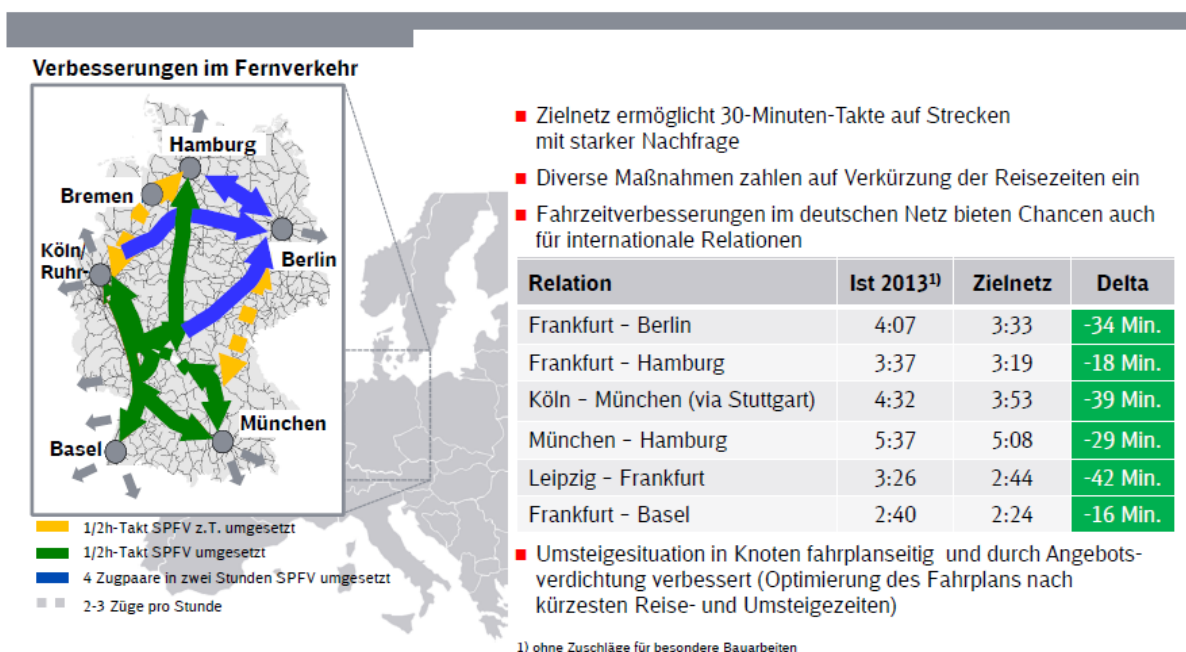 Verbesserungen im Fernverkehr
Hamburg
Bremen
Köln/
Ruhr
Berlin
München
Basel
1/2h-Takt SPFV z.T. umgesetzt
1/2h-Takt SPFV umgesetzt
4 Zugpaare in zwei Stunden SPFV umgesetzt
2-3 Züge pro Stunde
Zielnetz ermöglicht 30-Minuten-Takte auf Strecken
mit starker Nachfrage
Diverse Maßnahmen zahlen auf Verkürzung der Reisezeiten ein
Fahrzeitverbesserungen im deutschen Netz bieten Chancen auch
für internationale Relationen
Relation Ist 2013¹⁾ Zielnetz Delta
Frankfurt – Berlin 4:07 3:33 -34 Min.
Frankfurt – Hamburg 3:37 3:19 -18 Min.
Köln – München (via Stuttgart) 4:32 3:53 -39 Min.
München – Hamburg 5:37 5:08 -29 Min.
Leipzig – Frankfurt 3:26 2:44 -42 Min.
Frankfurt – Basel 2:40 2:24 -16 Min.
Umsteigesituation in Knoten fahrplanseitig und durch Angebots-
verdichtung verbessert (Optimierung des Fahrplans nach
kürzesten Reise- und Umsteigezeiten)
1) ohne Zuschläge für besondere Bauarbeiten